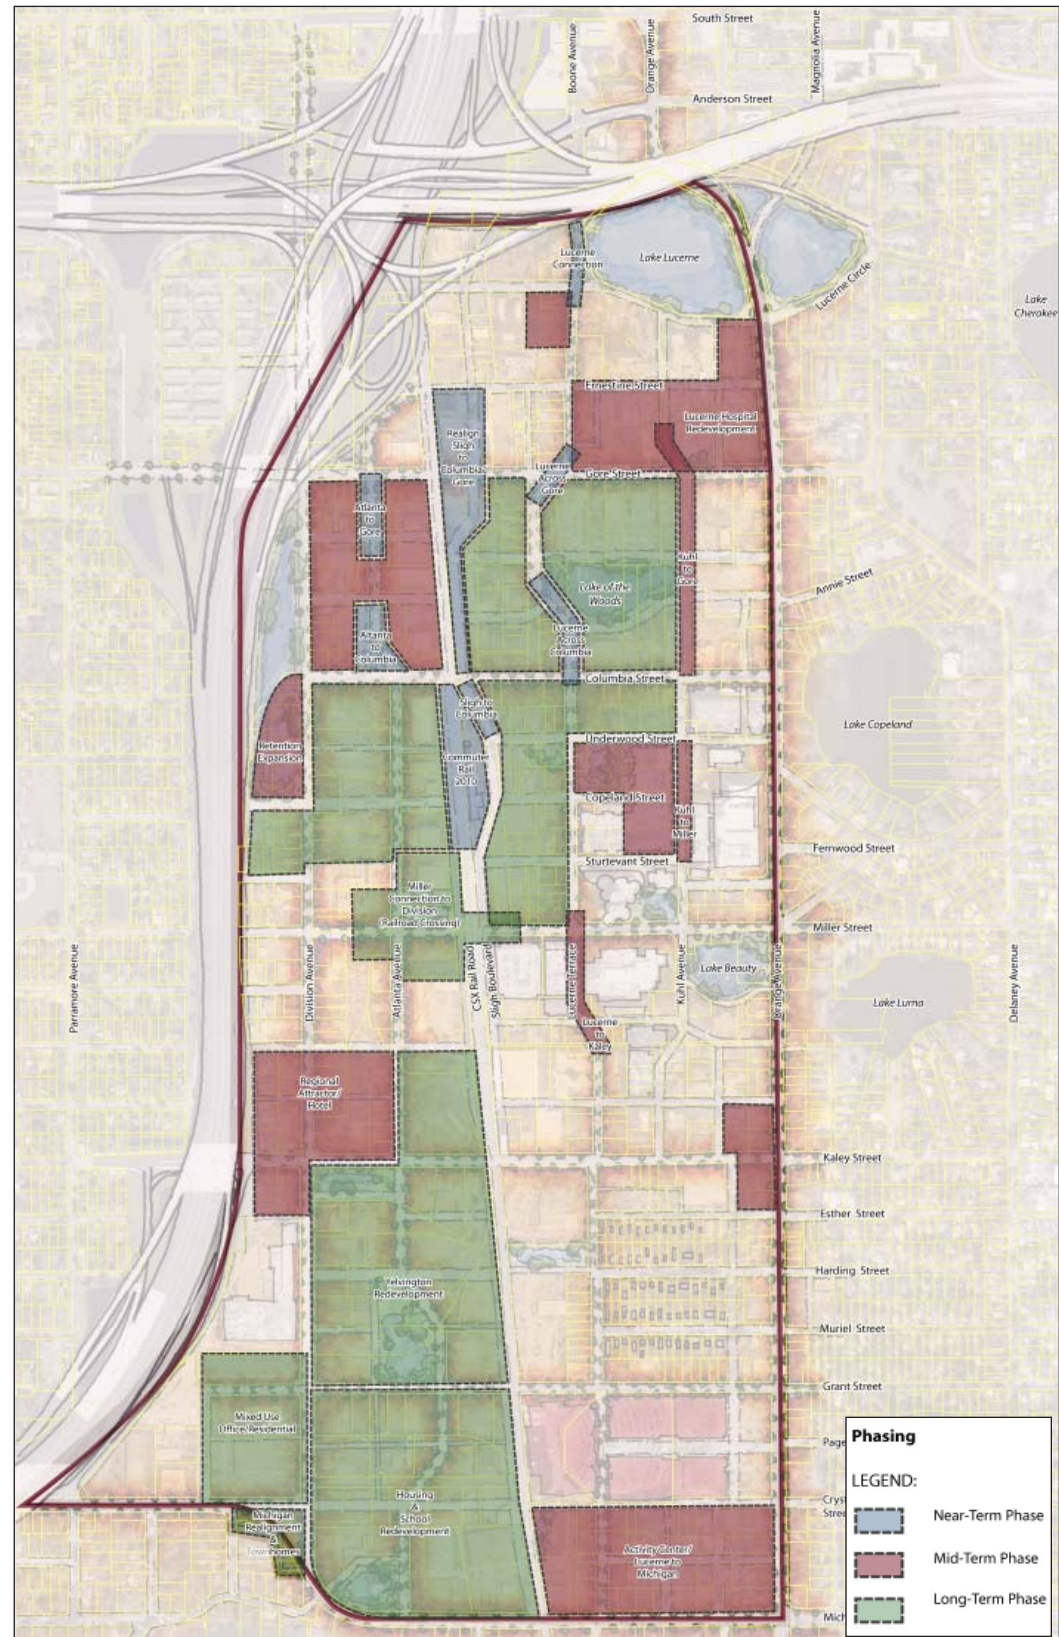 South Street
Boone Avenue
Orange Avenue
Magnolia Avenue
Anderson Street
Lucerne
Connection
Lake Lucerne
Lucerne Circle
Lake
Cherokee
Ernestine Street
Lucerne Hospital
Redevelopment
Realign
Sligh
to
Columbia/
Gore
Lucerne
Across
Gore
Gore Street
Atlanta
to
Gore
Kuhl
to
Gore
Annie Street
Lake of the
Woods
Altanta
to
Columbia
Lucerne
Across
Columbia
Columbia Street
Sligh to
Columbia
Lake Copeland
Retention
Expansion
Underwood Street
Commuter
Rail
2010
Copeland Street
Kuhl
to
Miller
Fernwood Street
Sturtevant Street
Miller
Connection to
Division
(Railroad Crossing)
Miller Street
Parramore Avenue
Division Avenue
Atlanta Avenue
CSX Rail Road
Sligh Boulevard
Lucerne Terrace
Kuhl Avenue
Lake Beauty
Orange Avenue
Lake Lurna
Delaney Avenue
Lucerne
to
Kaley
Regional
Attractor/
Hotel
Kaley Street
Esther Street
Harding Street
Yelvington
Redevelopment
Muriel Street
Grant Street
Mixed Use
Office/Residential
Page
Housing
&
School
Redevelopment
Cryst
Stree
Michigan
Realignment
&
Townhomes
Activity Center/
Lucerne to
Michigan
Mich
Phasing
LEGEND:
Near-Term Phase
Mid-Term Phase
Long-Term Phase